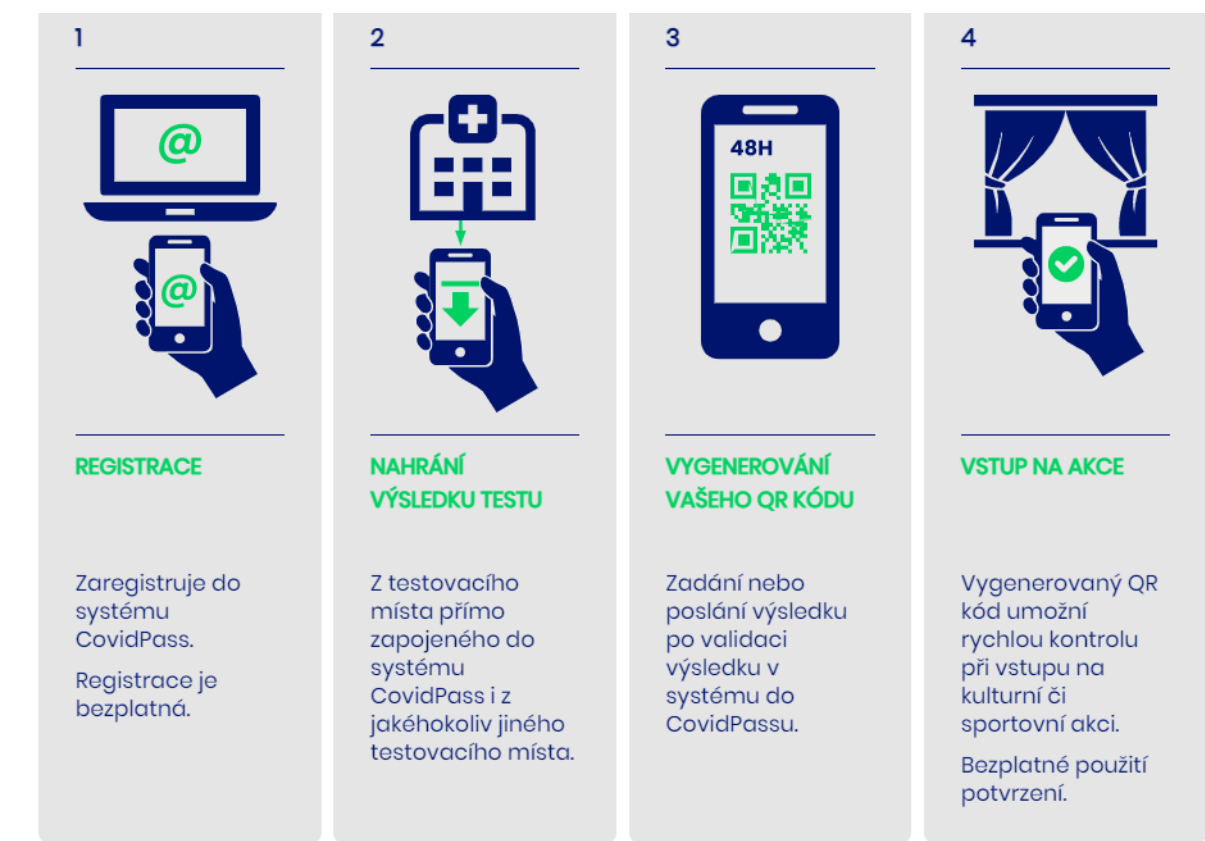 1
@
@
REGISTRACE
Zaregistruje do
systému
CovidPass.
Registrace je
bezplatná.
2
NAHRÁNÍ
VÝSLEDKU TESTU
Z testovacího
místa přímo
zapojeného do
systému
CovidPass i z
jakéhokoliv jiného
testovacího místa.
3
48H
VYGENEROVÁNÍ
VAŠEHO QR KÓDU
Zadání nebo
poslání výsledku
po validaci
výsledku v
systému do
CovidPassu.
4
VSTUP NA AKCE
Vygenerovaný QR
kód umožní
rychlou kontrolu
při vstupu na
kulturní či
sportovní akci.
Bezplatné použití
potvrzení.